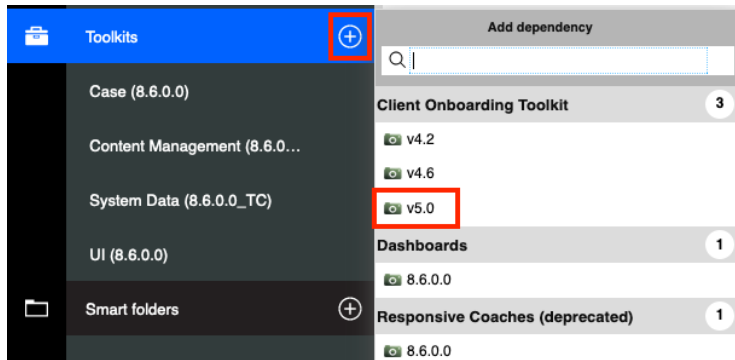 Toolkits
Case (8.6.0.0)
Content Management (8.6.0...
System Data (8.6.0.0_TC)
UI (8.6.0.0)
Smart folders
Add dependency
Client Onboarding Toolkit 3
v4.2
v4.6
v5.0
Dashboards 1
8.6.0.0
Responsive Coaches (deprecated) 1
8.6.0.0